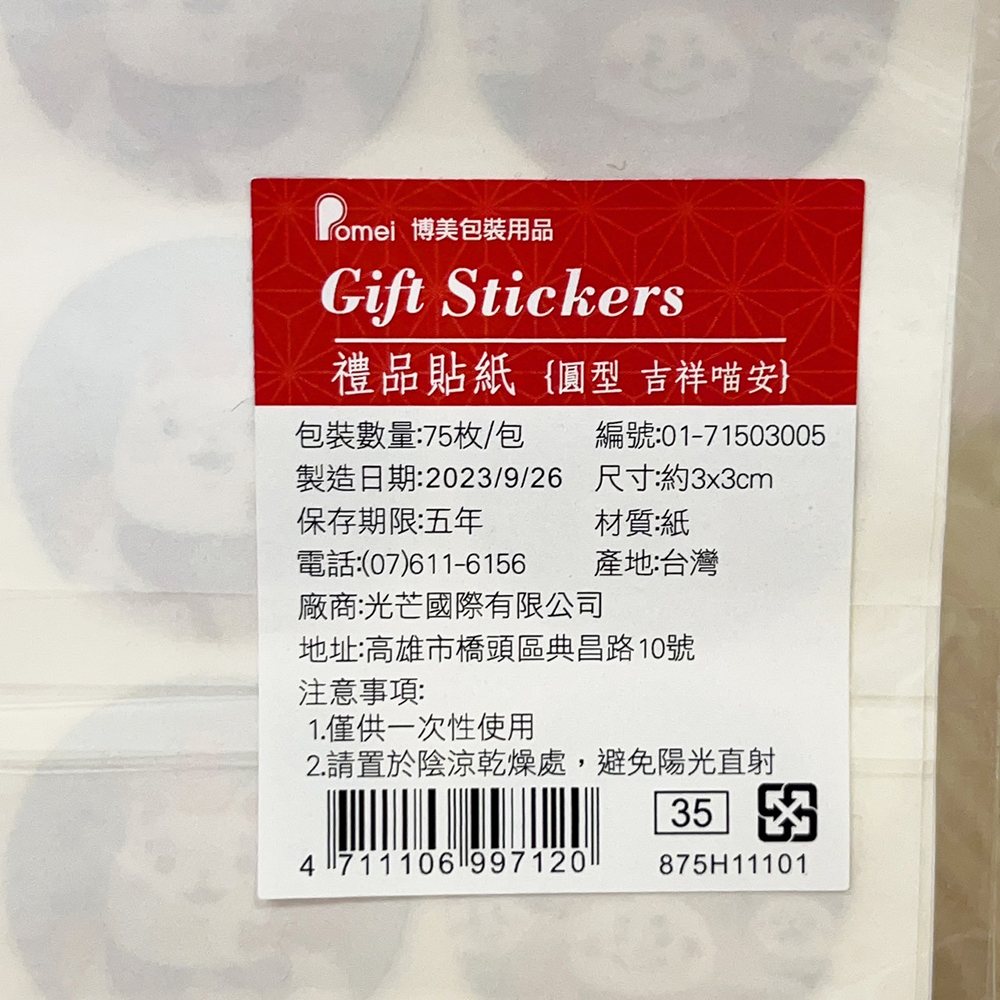 Pomei 博美包裝用品
Gift Stickers
禮品貼紙 {圓型 吉祥喵安}
包裝數量:75枚/包 編號:01-71503005
製造日期:2023/9/26 尺寸:約3x3cm
保存期限:五年 材質:紙
電話:(07)611-6156 產地:台灣
廠商:光芒國際有限公司
地址:高雄市橋頭區典昌路10號
注意事項:
1.僅供一次性使用
2.請置於陰涼乾燥處，避免陽光直射
35
4 711106 997120 875H11101